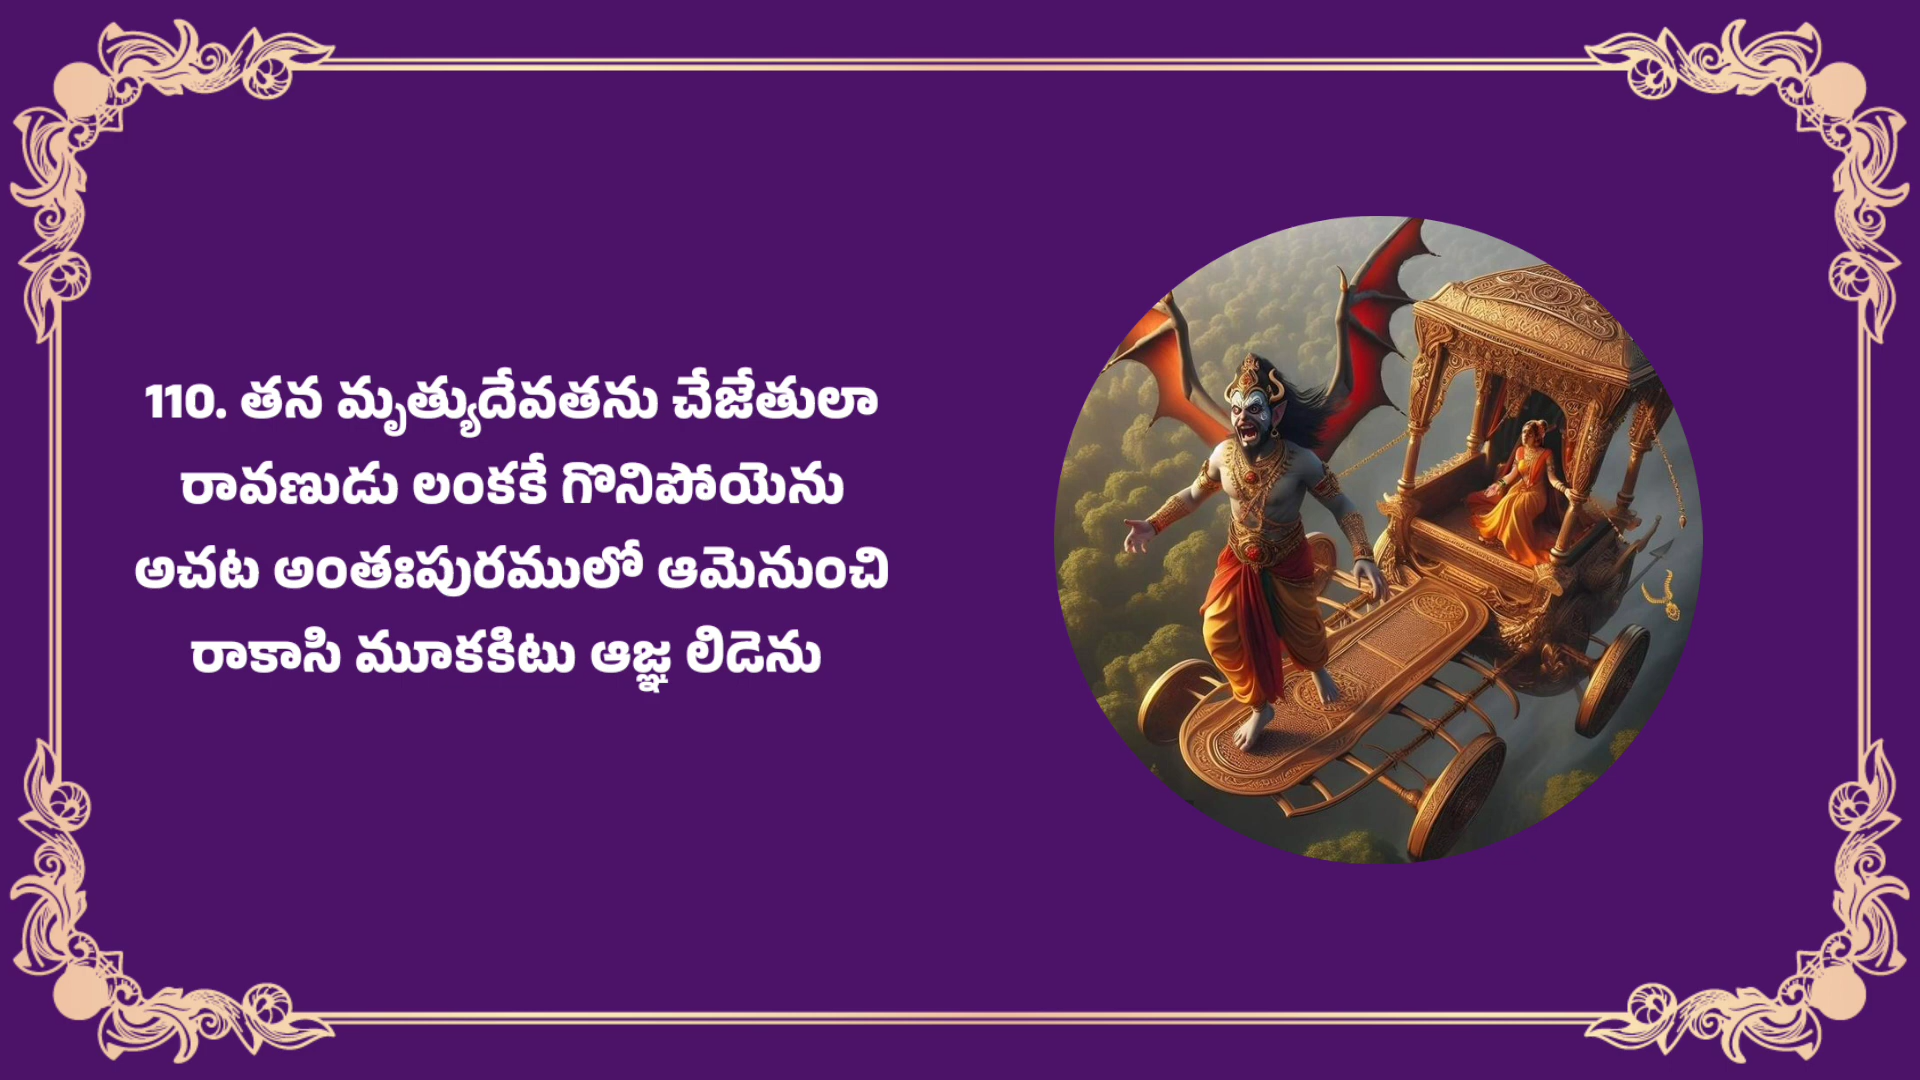 110. తన మృత్యుదేవతను చేజేతులా
రావణుడు లంకకే గొనిపోయెను
అచట అంతఃపురములో ఆమెనుంచి
రాకాసి మూకకిటు ఆజ్ఞ లిడెను